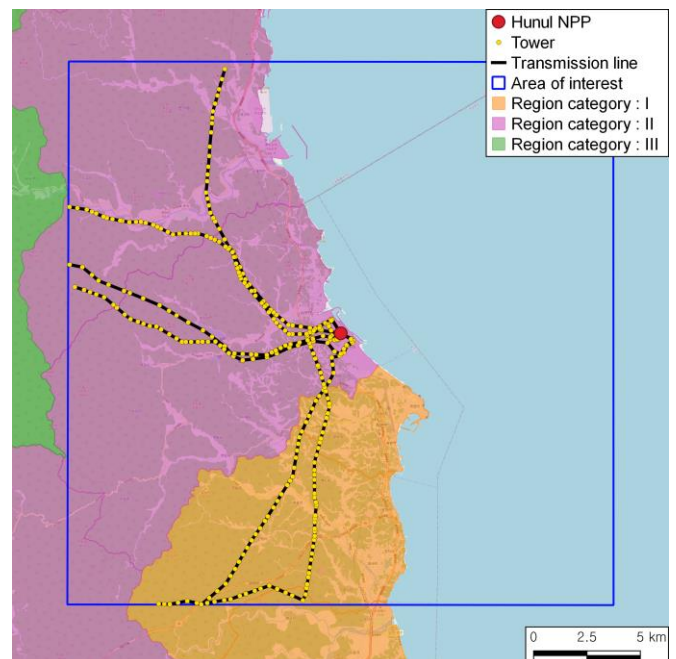 Hunul NPP
Tower
Transmission line
Area of interest
Region category : I
Region category : II
Region category : III
0 2.5 5 km